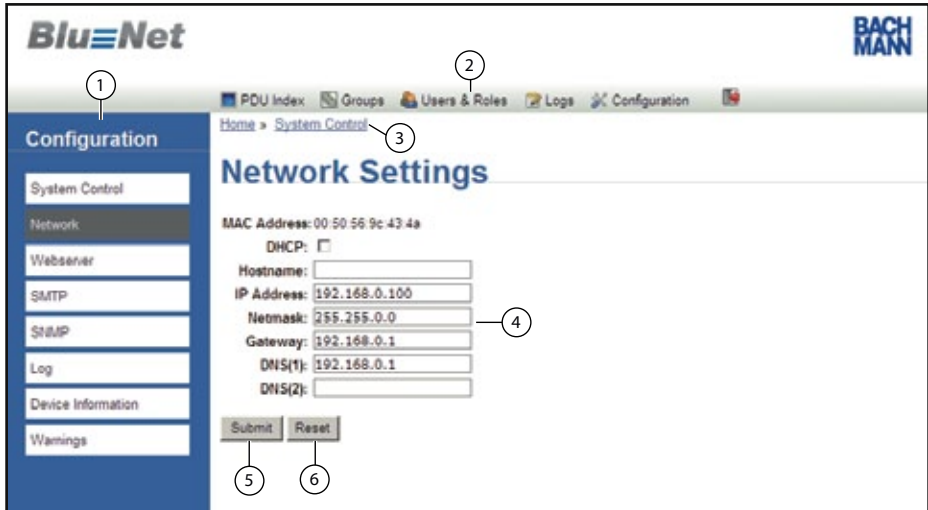 Blu≡Net
BACH
MANN
1
2
PDU Index Groups Users & Roles Logs Configuration
Home » System Control
3
Configuration
System Control
Network
Webserver
SMTP
SNMP
Log
Device Information
Warnings
Network Settings
MAC Address: 00:50:56:9c:43:4a
DHCP:
Hostname:
IP Address: 192.168.0.100
Netmask: 255.255.0.0
4
Gateway: 192.168.0.1
DNS(1): 192.168.0.1
DNS(2):
Submit Reset
5 6